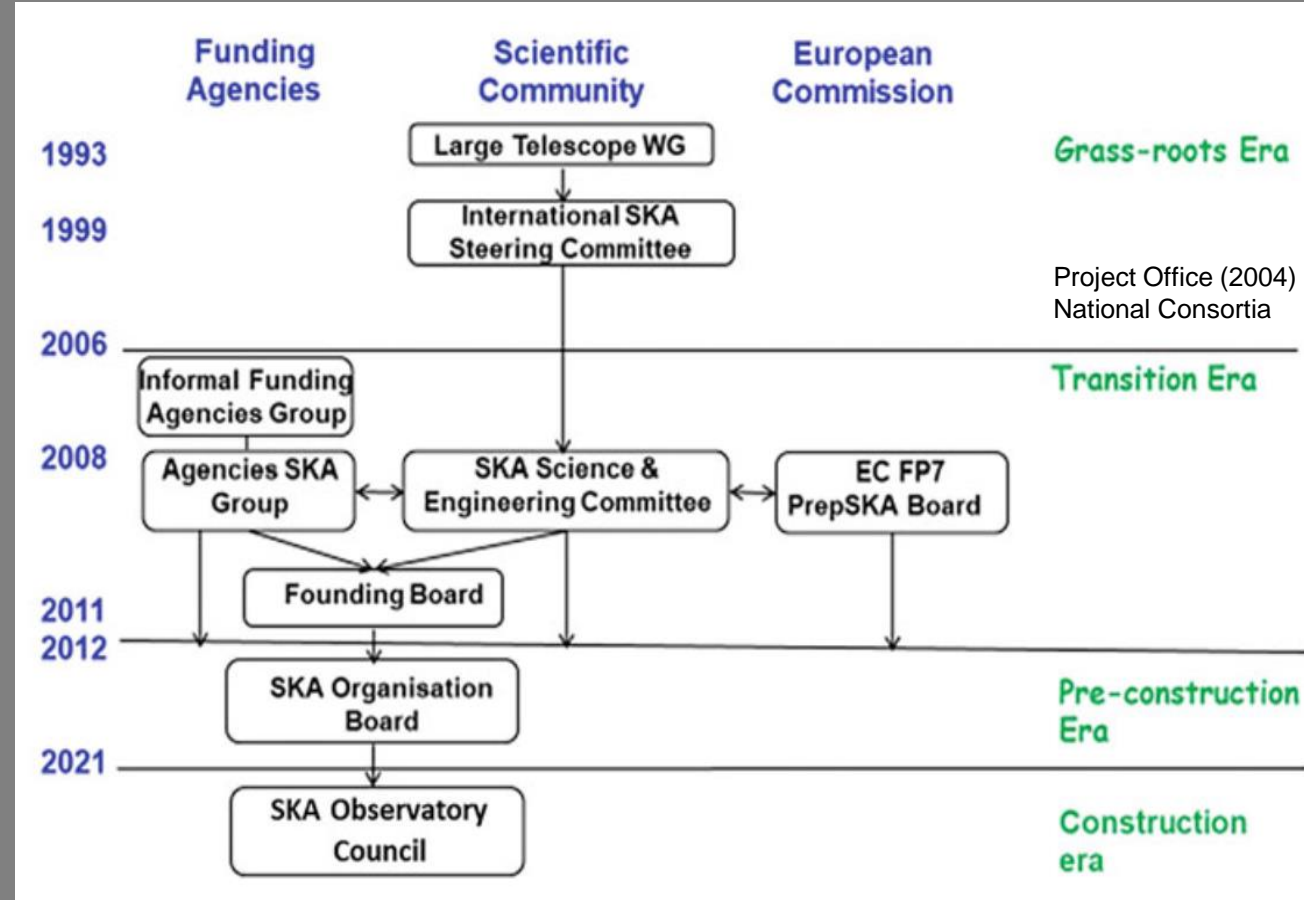 Funding
Agencies
Scientific
Community
European
Commission
1993
Large Telescope WG
Grass-roots Era
1999
International SKA
Steering Committee
Project Office (2004)
National Consortia
2006
Informal Funding
Agencies Group
Transition Era
2008
Agencies SKA
Group
SKA Science &
Engineering Committee
EC FP7
PrepSKA Board
2011
Founding Board
2012
SKA Organisation
Board
Pre-construction
Era
2021
SKA Observatory
Council
Construction
era